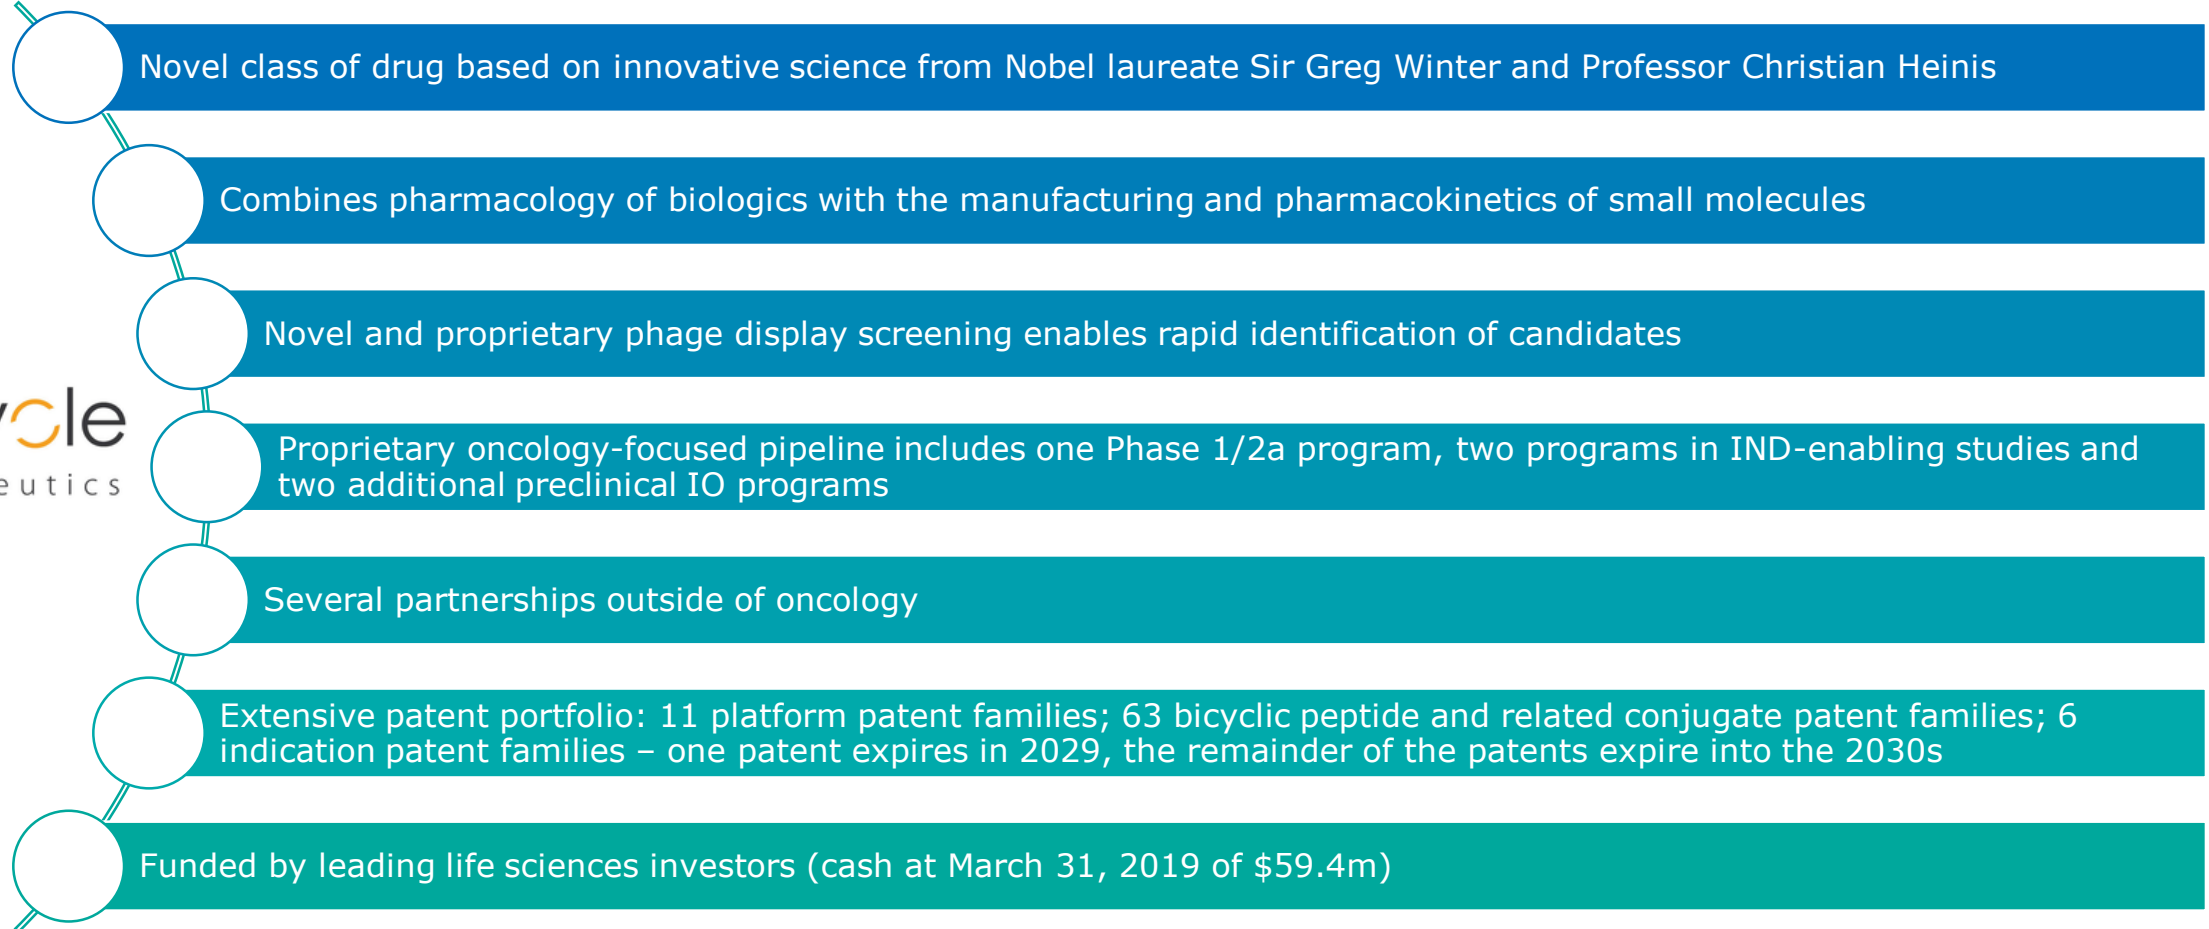 Novel class of drug based on innovative science from Nobel laureate Sir Greg Winter and Professor Christian Heinis
Combines pharmacology of biologics with the manufacturing and pharmacokinetics of small molecules
Novel and proprietary phage display screening enables rapid identification of candidates
ycle
eutics
Proprietary oncology-focused pipeline includes one Phase 1/2a program, two programs in IND-enabling studies and
two additional preclinical IO programs
Several partnerships outside of oncology
Extensive patent portfolio: 11 platform patent families; 63 bicyclic peptide and related conjugate patent families; 6
indication patent families – one patent expires in 2029, the remainder of the patents expire into the 2030s
Funded by leading life sciences investors (cash at March 31, 2019 of $59.4m)